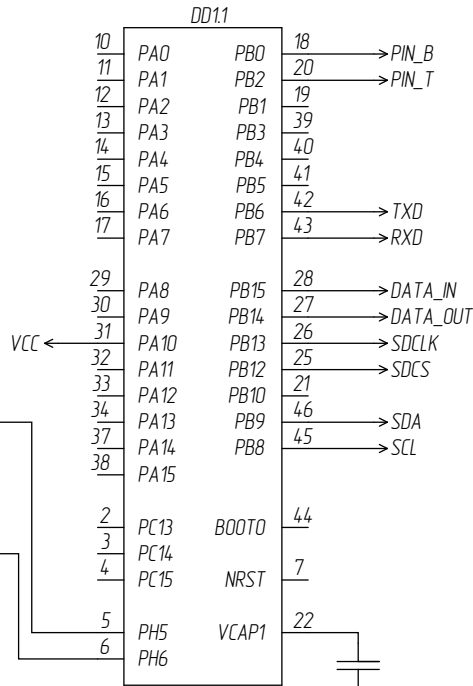 DD1.1
10 PA0 PB0 18 PIN_B
11 PA1 PB2 20 PIN_T
12 PA2 PB1 19
13 PA3 PB3 39
14 PA4 PB4 40
15 PA5 PB5 41
16 PA6 PB6 42 TXD
17 PA7 PB7 43 RXD
29 PA8 PB15 28 DATA_IN
30 PA9 PB14 27 DATA_OUT
VCC 31 PA10 PB13 26 SDCLK
32 PA11 PB12 25 SDCS
33 PA12 PB10 21
34 PA13 PB9 46 SDA
37 PA14 PB8 45 SCL
38 PA15
2 PC13 BOOT0 44
3 PC14
4 PC15 NRST 7
5 PH5 VCAP1 22
6 PH6